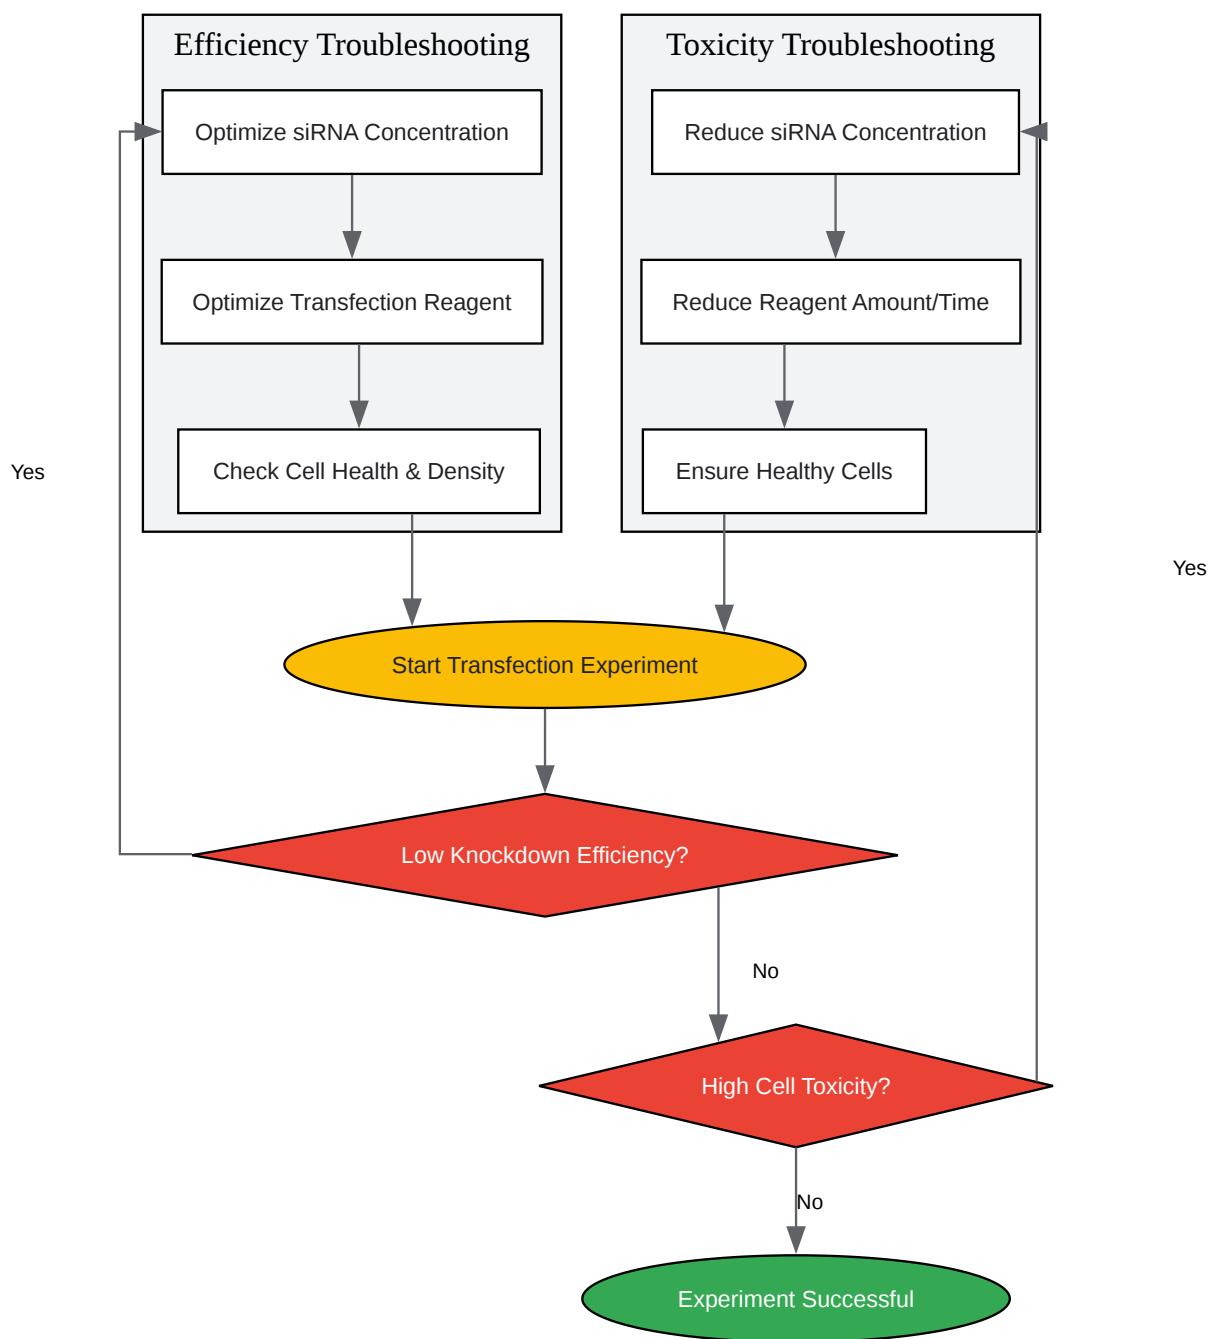 Efficiency Troubleshooting
Toxicity Troubleshooting
Optimize siRNA Concentration
Reduce siRNA Concentration
Optimize Transfection Reagent
Reduce Reagent Amount/Time
Yes
Check Cell Health & Density
Ensure Healthy Cells
Yes
Start Transfection Experiment
Low Knockdown Efficiency?
No
High Cell Toxicity?
No
Experiment Successful